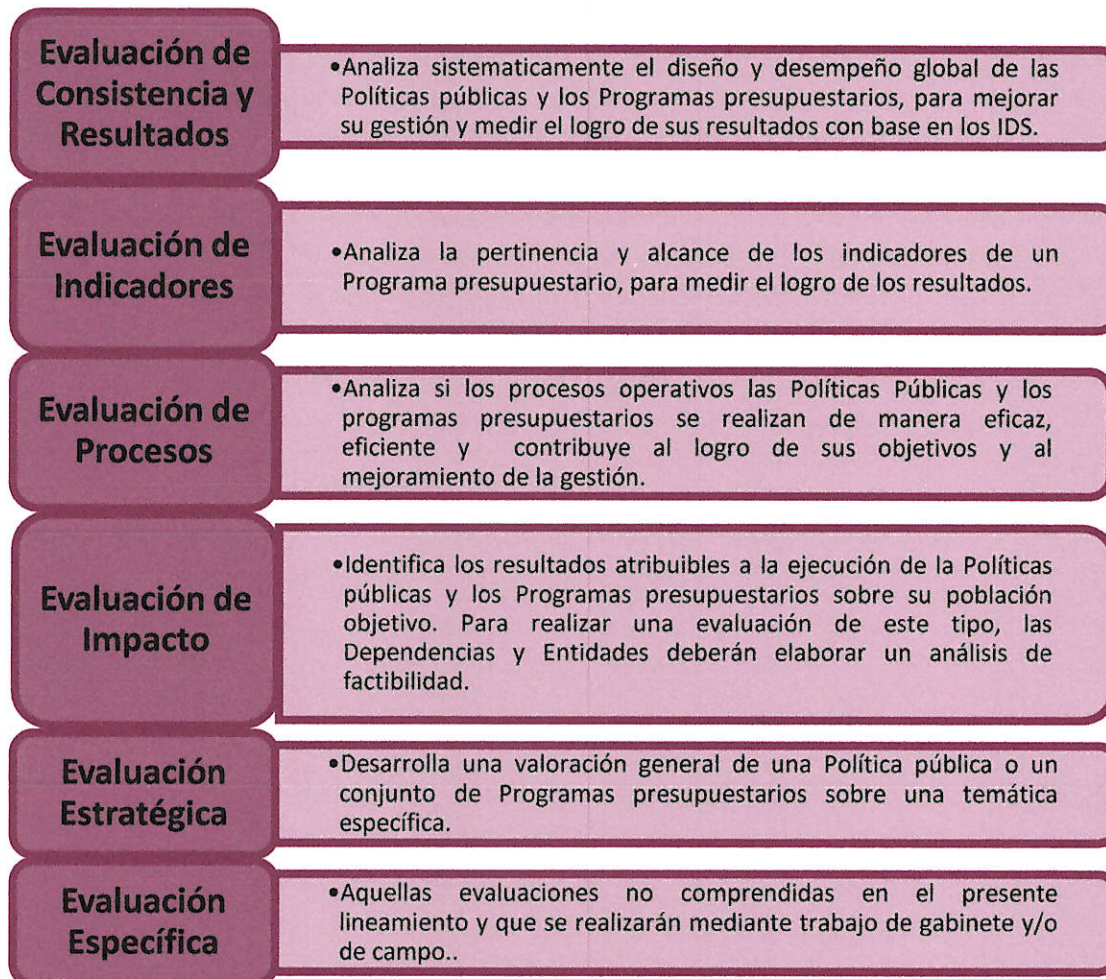 Evaluación de
Consistencia y
Resultados
•Analiza sistematicamente el diseño y desempeño global de las
Políticas públicas y los Programas presupuestarios, para mejorar
su gestión y medir el logro de sus resultados con base en los IDS.
Evaluación de
Indicadores
•Analiza la pertinencia y alcance de los indicadores de un
Programa presupuestario, para medir el logro de los resultados.
Evaluación de
Procesos
•Analiza si los procesos operativos las Políticas Públicas y los
programas presupuestarios se realizan de manera eficaz,
eficiente y contribuye al logro de sus objetivos y al
mejoramiento de la gestión.
Evaluación de
Impacto
•Identifica los resultados atribuibles a la ejecución de la Políticas
públicas y los Programas presupuestarios sobre su población
objetivo. Para realizar una evaluación de este tipo, las
Dependencias y Entidades deberán elaborar un análisis de
factibilidad.
Evaluación
Estratégica
•Desarrolla una valoración general de una Política pública o un
conjunto de Programas presupuestarios sobre una temática
específica.
Evaluación
Específica
•Aquellas evaluaciones no comprendidas en el presente
lineamiento y que se realizarán mediante trabajo de gabinete y/o
de campo..